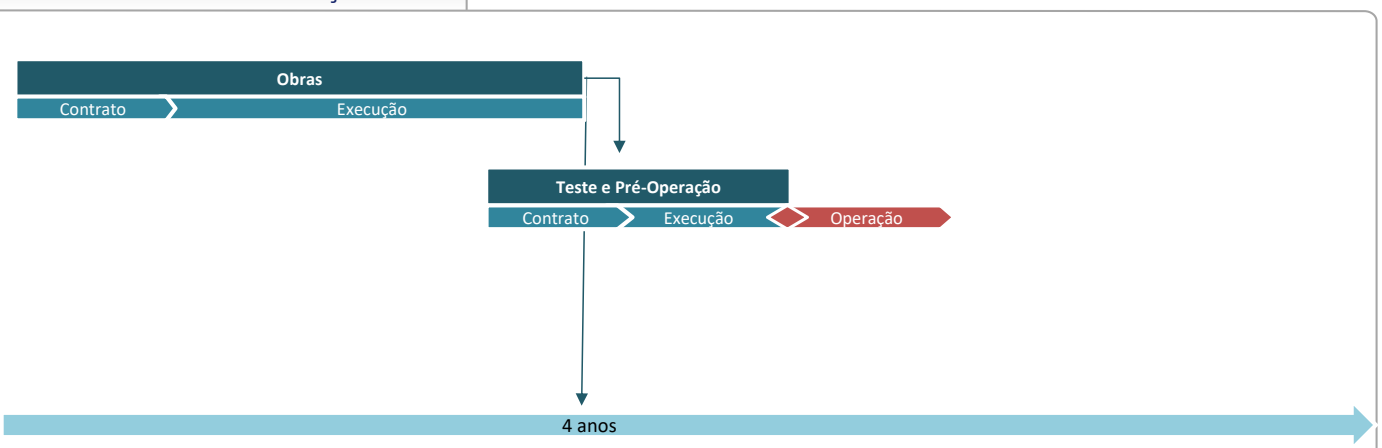 Obras
Contrato
Execução
Teste e Pré-Operação
Contrato
Execução
Operação
4 anos